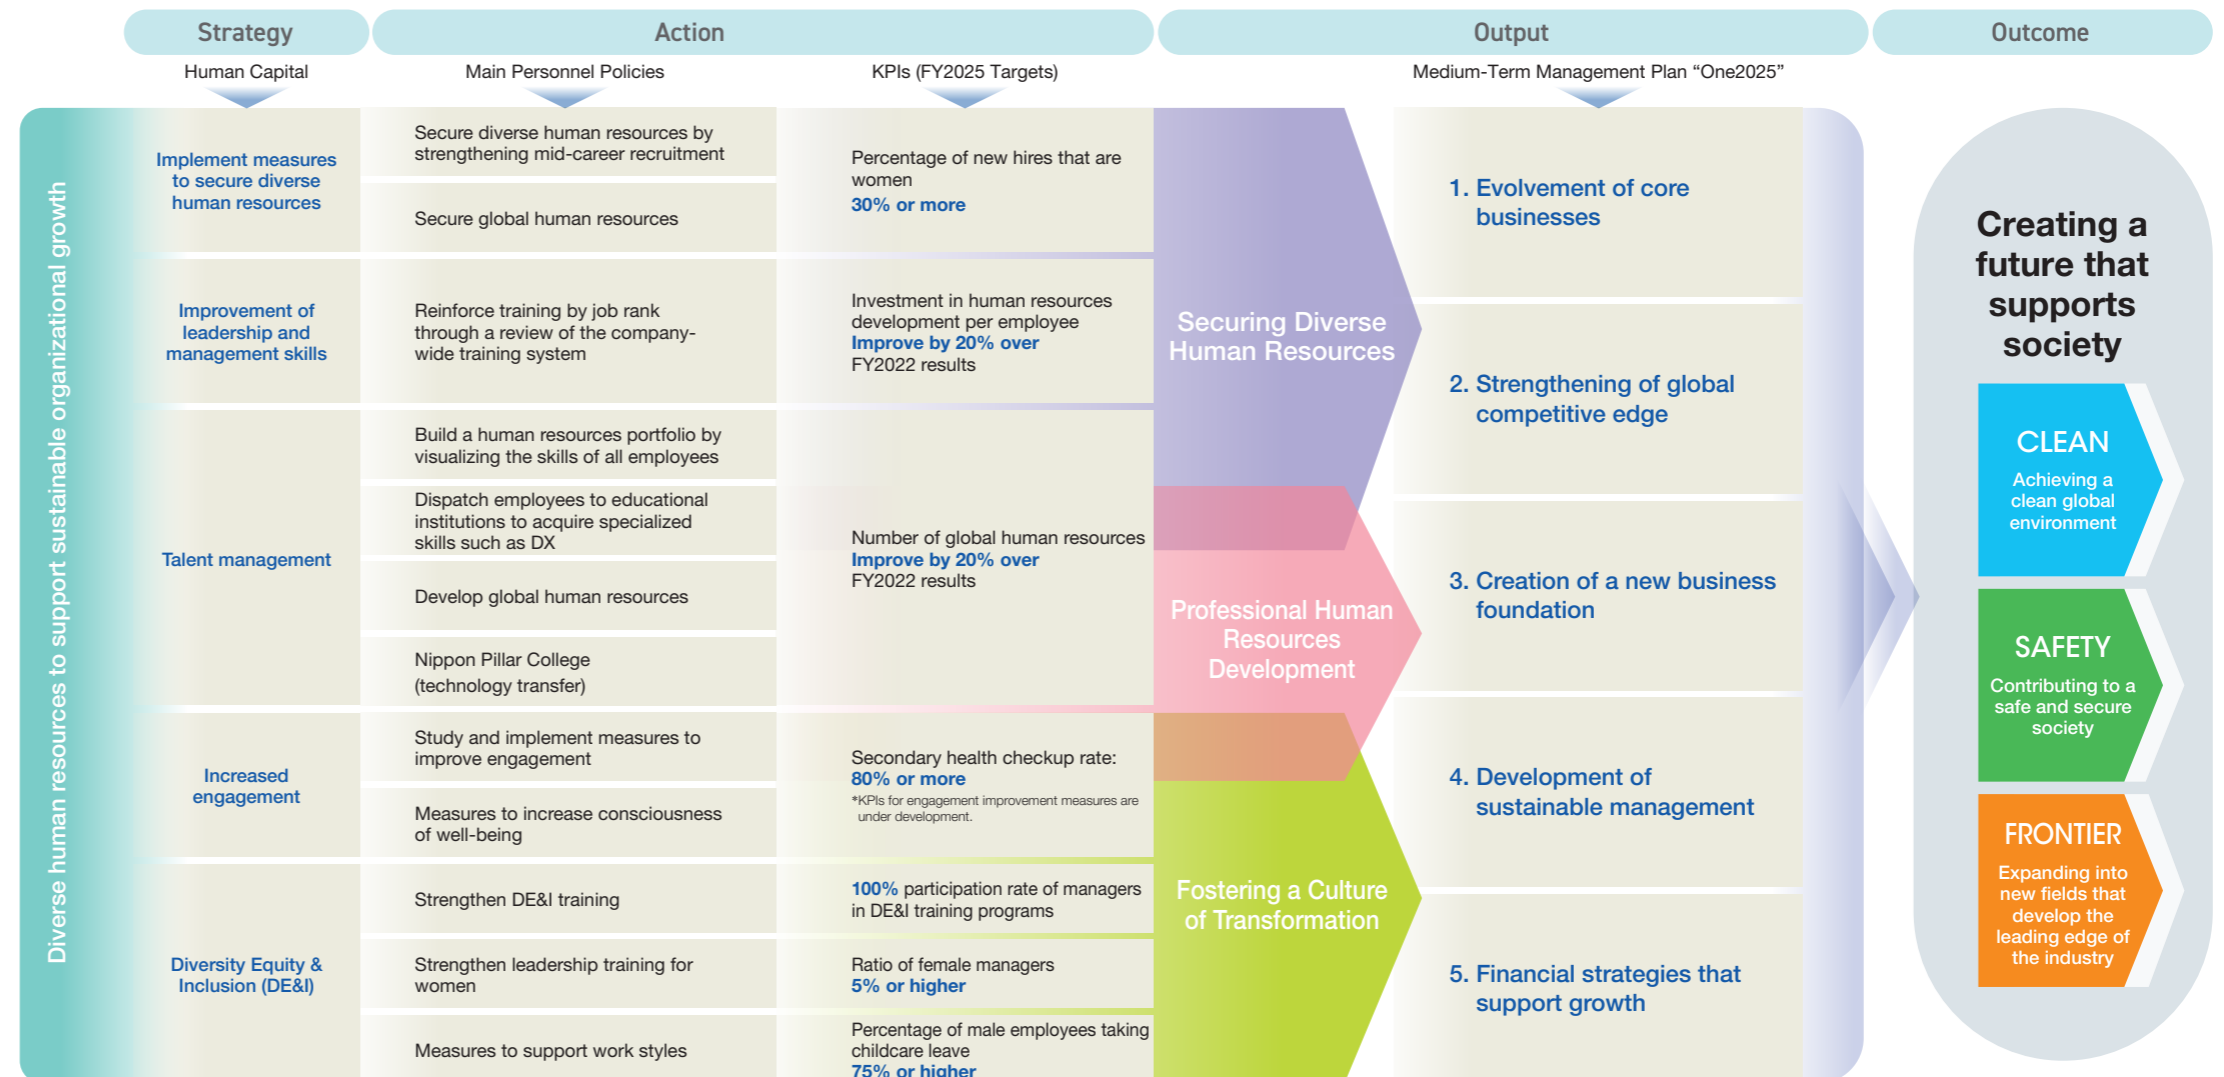 Strategy
Action
Output
Outcome
Human Capital
Main Personnel Policies
KPIs (FY2025 Targets)
Medium-Term Management Plan “One2025”
Diverse human resources to support sustainable organizational growth
Implement measures
to secure diverse
human resources
Secure diverse human resources by
strengthening mid-career recruitment
Secure global human resources
Percentage of new hires that are
women
30% or more
Improvement of
leadership and
management skills
Reinforce training by job rank
through a review of the company-
wide training system
Investment in human resources
development per employee
Improve by 20% over
FY2022 results
Talent management
Build a human resources portfolio by
visualizing the skills of all employees
Dispatch employees to educational
institutions to acquire specialized
skills such as DX
Develop global human resources
Nippon Pillar College
(technology transfer)
Number of global human resources
Improve by 20% over
FY2022 results
Increased
engagement
Study and implement measures to
improve engagement
Measures to increase consciousness
of well-being
Secondary health checkup rate:
80% or more
*KPIs for engagement improvement measures are
under development.
Diversity Equity &
Inclusion (DE&I)
Strengthen DE&I training
100% participation rate of managers
in DE&I training programs
Strengthen leadership training for
women
Ratio of female managers
5% or higher
Measures to support work styles
Percentage of male employees taking
childcare leave
75% or higher
Securing Diverse
Human Resources
Professional Human
Resources
Development
Fostering a Culture
of Transformation
1. Evolvement of core
businesses
2. Strengthening of global
competitive edge
3. Creation of a new business
foundation
4. Development of
sustainable management
5. Financial strategies that
support growth
Creating a
future that
supports
society
CLEAN
Achieving a
clean global
environment
SAFETY
Contributing to a
safe and secure
society
FRONTIER
Expanding into
new fields that
develop the
leading edge of
the industry